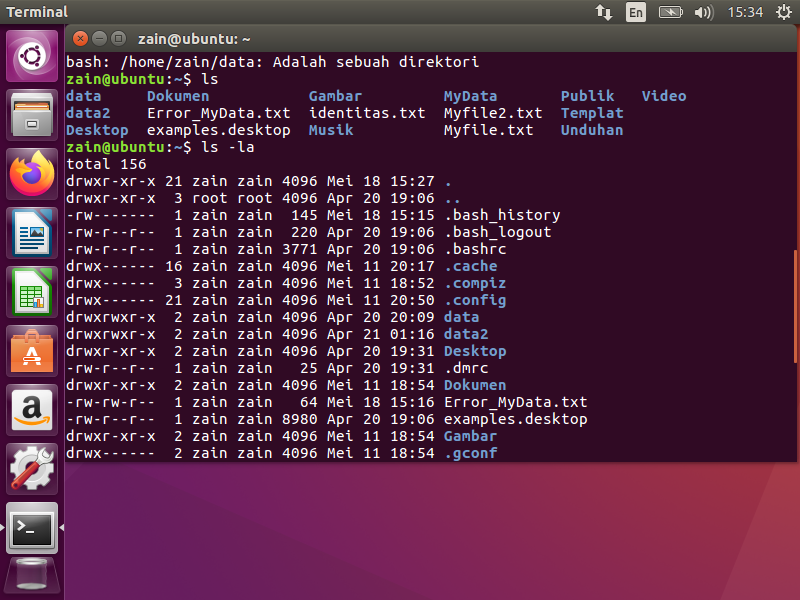 Terminal En 15:34
zain@ubuntu: ~
bash: /home/zain/data: Adalah sebuah direktori
zain@ubuntu:~$ ls
data Dokumen Gambar MyData Publik Video
data2 Error_MyData.txt identitas.txt Myfile2.txt Templat
Desktop examples.desktop Musik Myfile.txt Unduhan
zain@ubuntu:~$ ls -la
total 156
drwxr-xr-x 21 zain zain 4096 Mei 18 15:27 .
drwxr-xr-x 3 root root 4096 Apr 20 19:06 ..
-rw------- 1 zain zain 145 Mei 18 15:15 .bash_history
-rw-r--r-- 1 zain zain 220 Apr 20 19:06 .bash_logout
-rw-r--r-- 1 zain zain 3771 Apr 20 19:06 .bashrc
drwx------ 16 zain zain 4096 Mei 11 20:17 .cache
drwx------ 3 zain zain 4096 Mei 11 18:52 .compiz
drwx------ 21 zain zain 4096 Mei 11 20:50 .config
drwxrwxr-x 2 zain zain 4096 Apr 20 20:09 data
drwxrwxr-x 2 zain zain 4096 Apr 21 01:16 data2
drwxr-xr-x 2 zain zain 4096 Apr 20 19:31 Desktop
-rw-r--r-- 1 zain zain 25 Apr 20 19:31 .dmrc
drwxr-xr-x 2 zain zain 4096 Mei 11 18:54 Dokumen
-rw-rw-r-- 1 zain zain 64 Mei 18 15:16 Error_MyData.txt
-rw-r--r-- 1 zain zain 8980 Apr 20 19:06 examples.desktop
drwxr-xr-x 2 zain zain 4096 Mei 11 18:54 Gambar
drwx------ 2 zain zain 4096 Mei 11 18:54 .gconf